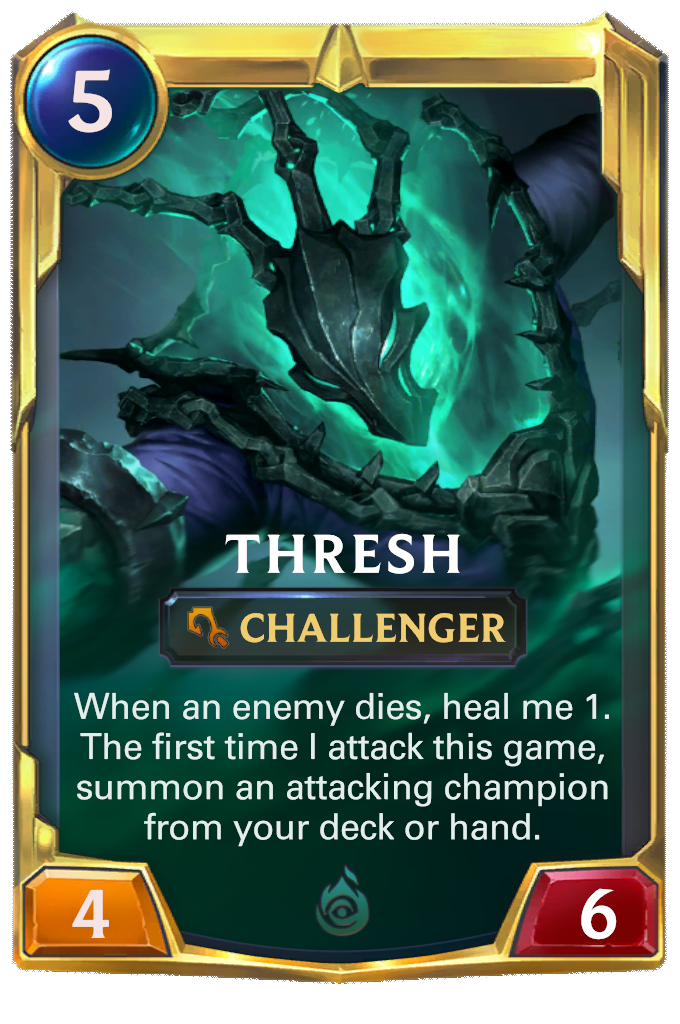 5
THRESH
CHALLENGER
When an enemy dies, heal me 1.
The first time I attack this game,
summon an attacking champion
from your deck or hand.
4
6